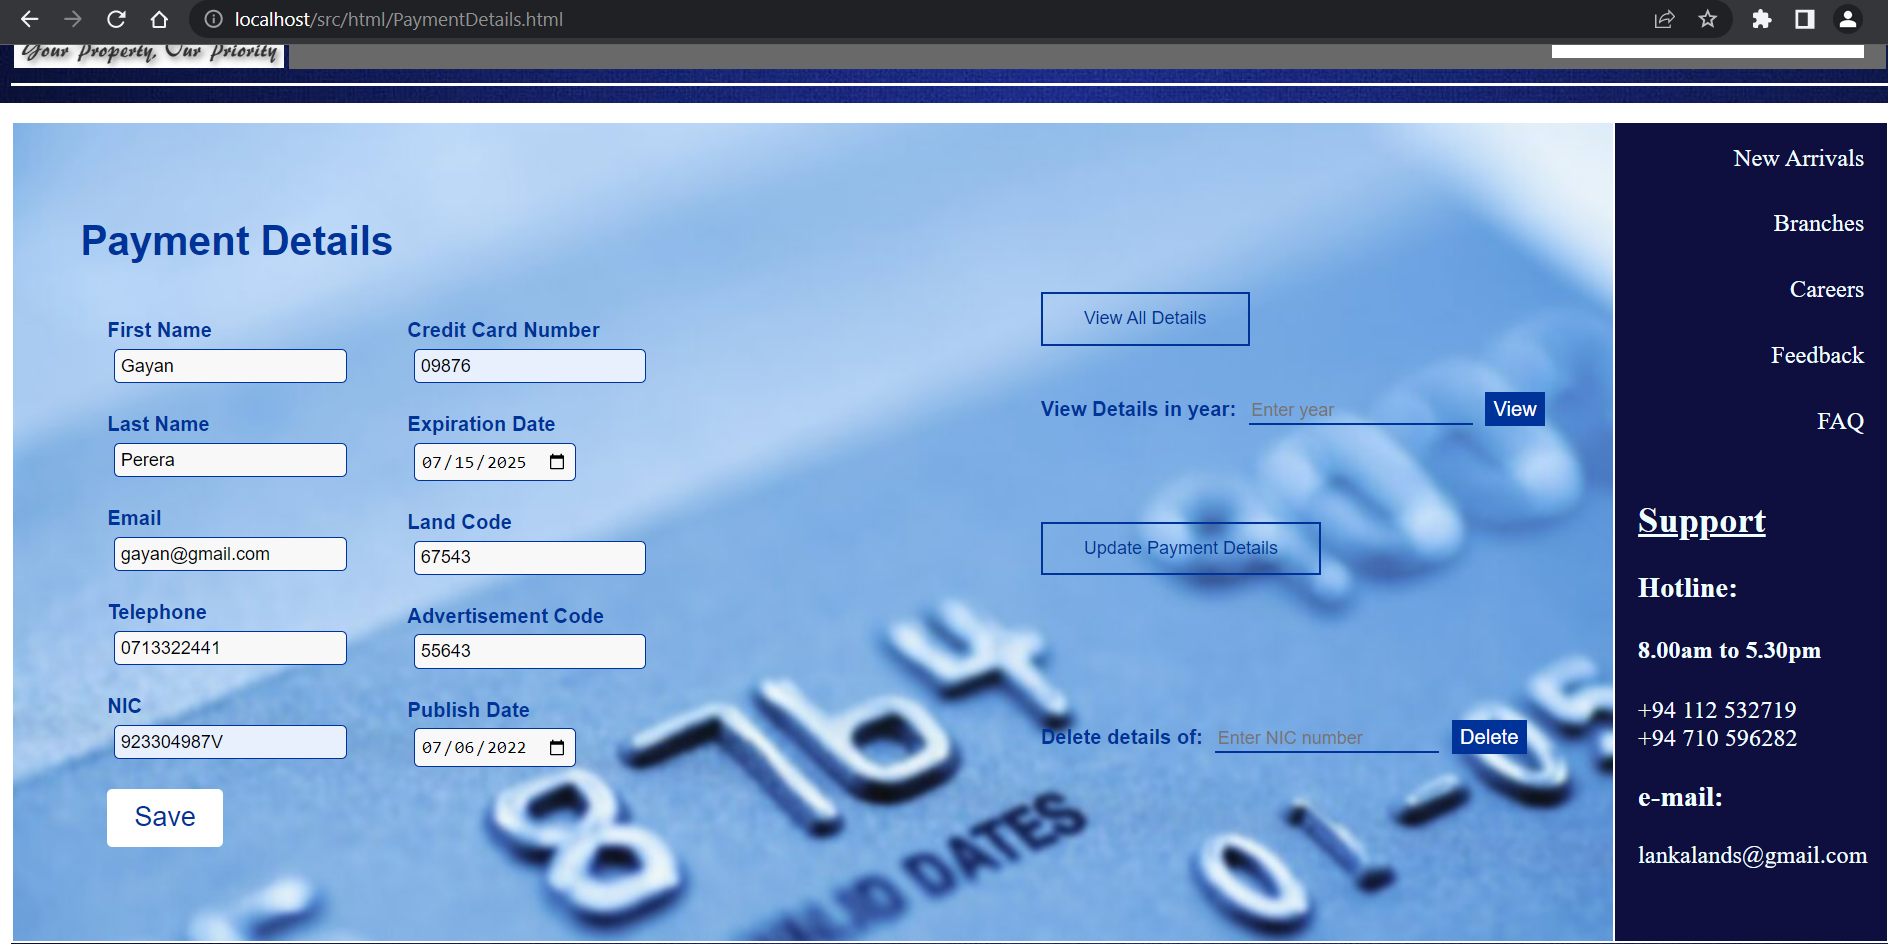 localhost/src/html/PaymentDetails.html
Your Property, Our Priority
New Arrivals
Branches
Careers
Feedback
FAQ
Support
Hotline:
8.00am to 5.30pm
+94 112 532719
+94 710 596282
e-mail:
lankalands@gmail.com
Payment Details
First Name
Gayan
Last Name
Perera
Email
gayan@gmail.com
Telephone
0713322441
NIC
923304987V
Save
Credit Card Number
09876
Expiration Date
07/15/2025
Land Code
67543
Advertisement Code
55643
Publish Date
07/06/2022
View All Details
View Details in year: Enter year View
Update Payment Details
Delete details of: Enter NIC number Delete
8764
VALID DATES
01-05